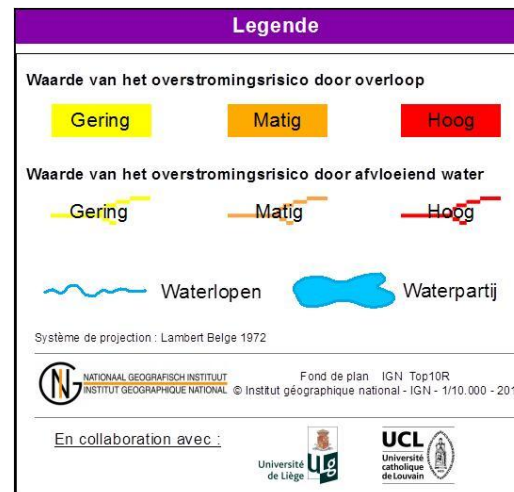 Legende
Waarde van het overstromingsrisico door overloop
Gering Matig Hoog
Waarde van het overstromingsrisico door afvloeiend water
Gering Matig Hoog
Waterlopen Waterpartij
Système de projection : Lambert Belge 1972
NATIONAAL GEOGRAFISCH INSTITUUT
INSTITUT GEOGRAPHIQUE NATIONAL
Fond de plan IGN Top10R
© Institut géographique national - IGN - 1/10.000 - 201
En collaboration avec :
Université
de Liège
ULg
UCL
Université
catholique
de Louvain